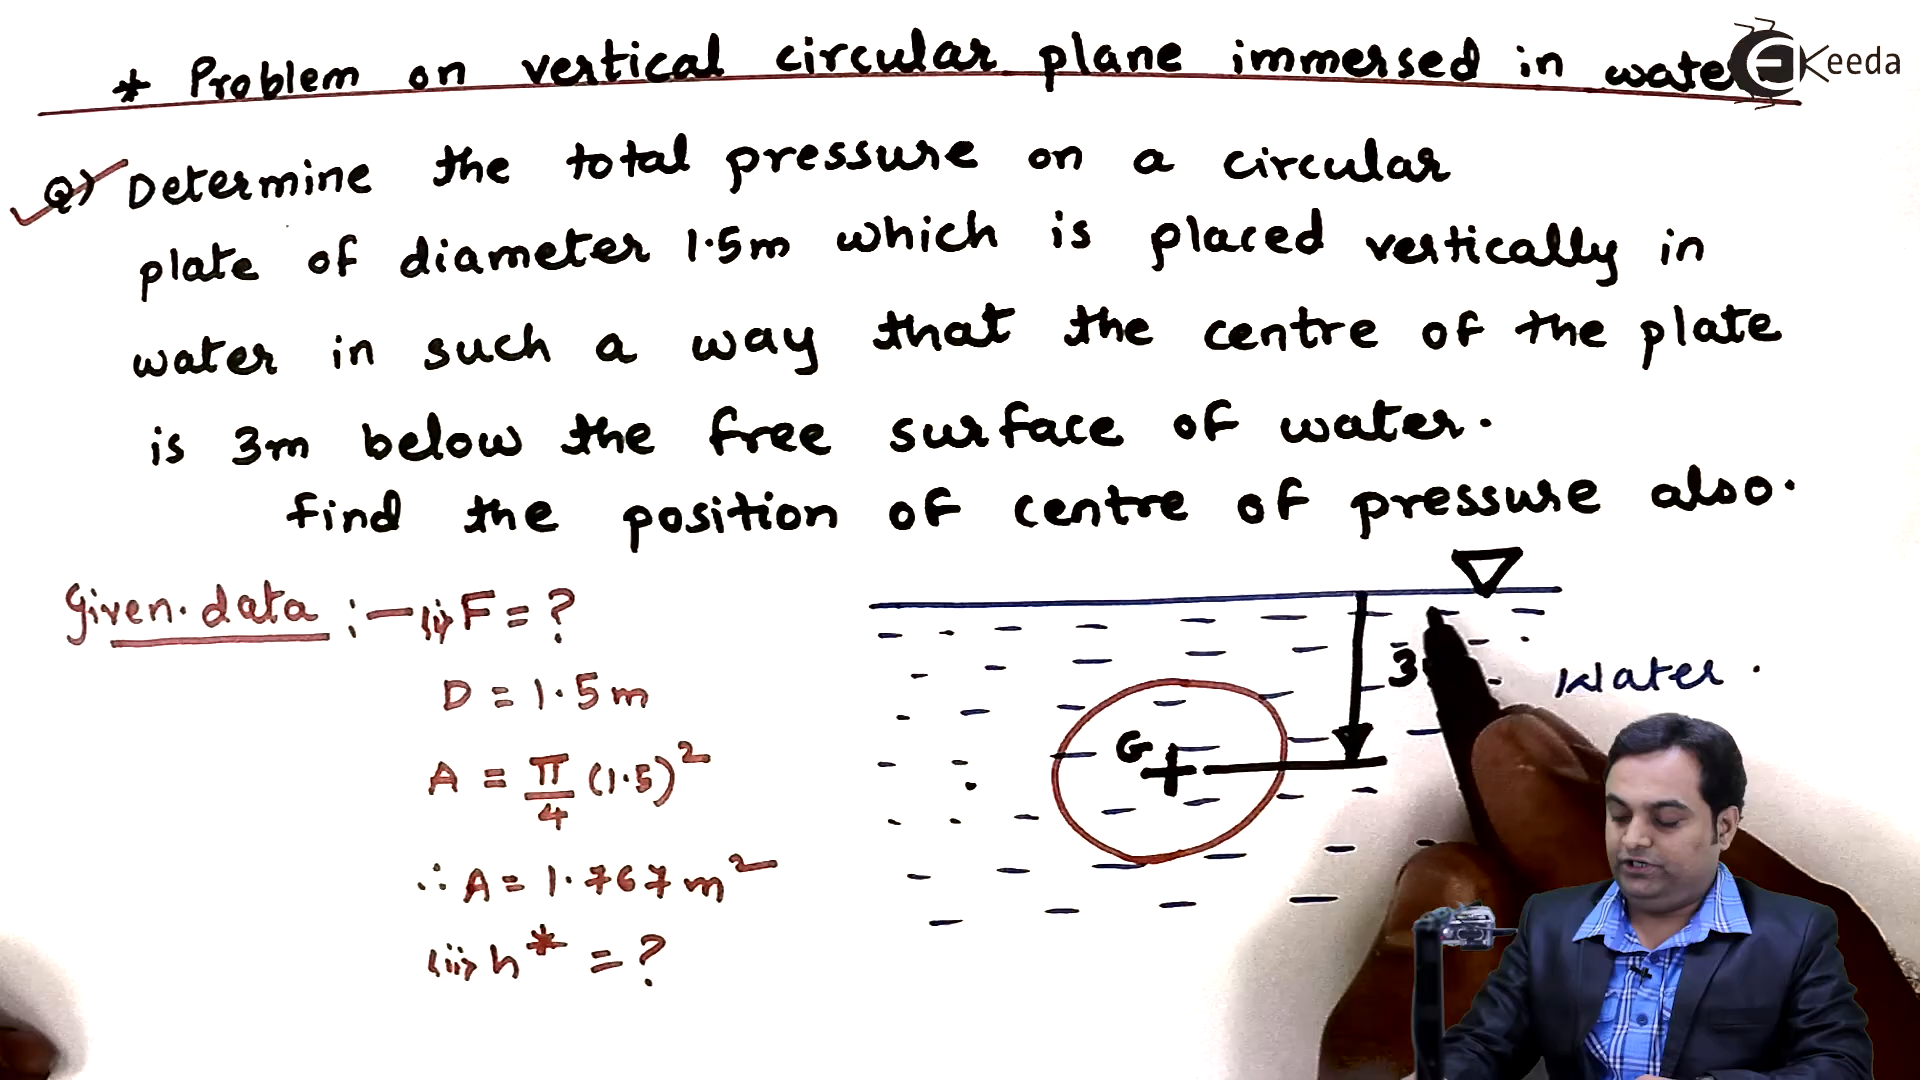 * Problem on vertical circular plane immersed in wate
Keeda
Q) Determine the total pressure on a circular
plate of diameter 1.5m which is placed vertically in
water in such a way that the centre of the plate
is 3m below the free surface of water.
find the position of centre of pressure also.
Given data :- (i) F = ?
D = 1.5m
A = π/4 (1.5)²
∴ A = 1.767 m²
(ii) h* = ?
3
Water.
G